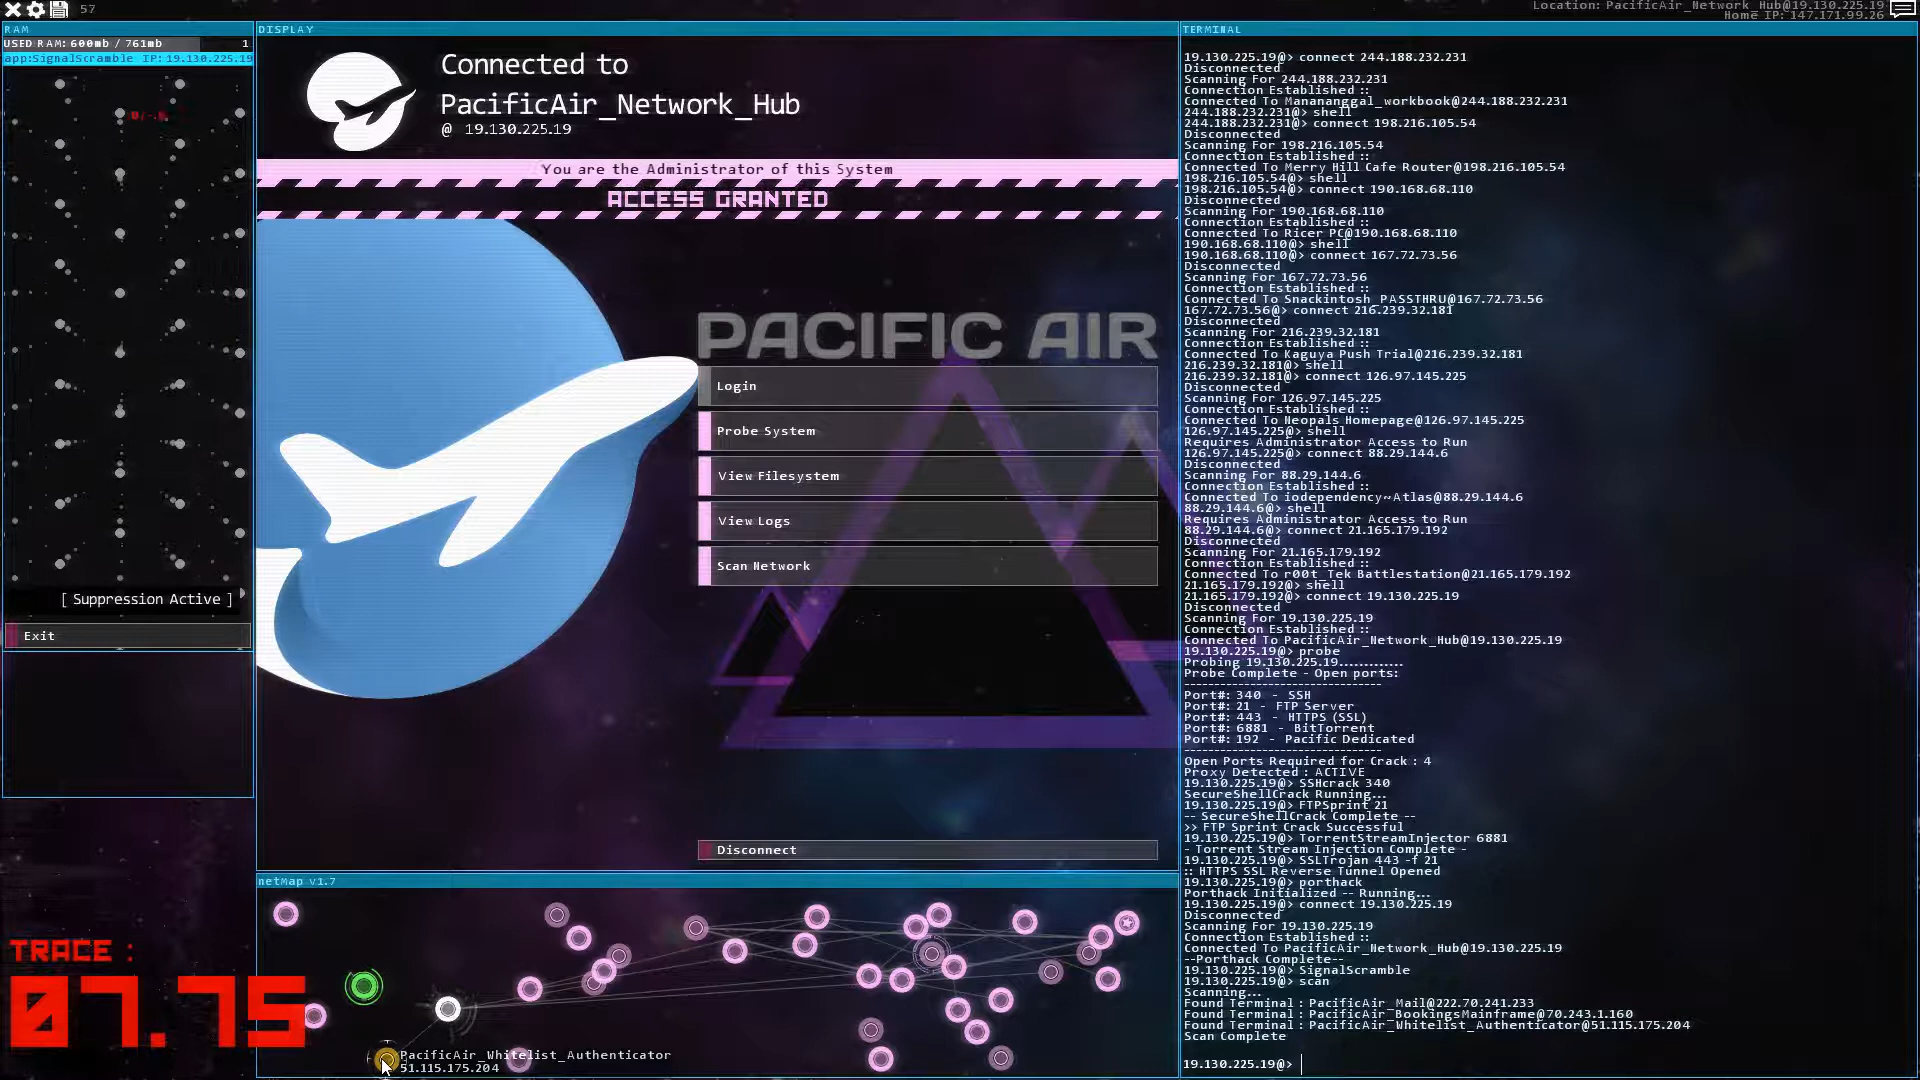 57
Location: PacificAir_Network_Hub@19.130.225.19
Home IP: 147.171.99.26
RAM
USED RAM: 600mb / 761mb 1
app:SignalScramble IP: 19.130.225.19
[ Suppression Active ]
Exit
TRACE :
07.75
DISPLAY
Connected to
PacificAir_Network_Hub
@ 19.130.225.19
You are the Administrator of this System
ACCESS GRANTED
PACIFIC AIR
Login
Probe System
View Filesystem
View Logs
Scan Network
Disconnect
netMap v1.7
PacificAir_Whitelist_Authenticator
51.115.175.204
TERMINAL
19.130.225.19@> connect 244.188.232.231
Disconnected
Scanning For 244.188.232.231
Connection Established ::
Connected To Manananggal_workbook@244.188.232.231
244.188.232.231@> shell
244.188.232.231@> connect 198.216.105.54
Disconnected
Scanning For 198.216.105.54
Connection Established ::
Connected To Merry Hill Cafe Router@198.216.105.54
198.216.105.54@> shell
198.216.105.54@> connect 190.168.68.110
Disconnected
Scanning For 190.168.68.110
Connection Established ::
Connected To Ricer PC@190.168.68.110
190.168.68.110@> shell
190.168.68.110@> connect 167.72.73.56
Disconnected
Scanning For 167.72.73.56
Connection Established ::
Connected To Snackintosh_PASSTHRU@167.72.73.56
167.72.73.56@> connect 216.239.32.181
Disconnected
Scanning For 216.239.32.181
Connection Established ::
Connected To Kaguya Push Trial@216.239.32.181
216.239.32.181@> shell
216.239.32.181@> connect 126.97.145.225
Disconnected
Scanning For 126.97.145.225
Connection Established ::
Connected To Neopals Homepage@126.97.145.225
126.97.145.225@> shell
Requires Administrator Access to Run
126.97.145.225@> connect 88.29.144.6
Disconnected
Scanning For 88.29.144.6
Connection Established ::
Connected To iodependency~Atlas@88.29.144.6
88.29.144.6@> shell
Requires Administrator Access to Run
88.29.144.6@> connect 21.165.179.192
Disconnected
Scanning For 21.165.179.192
Connection Established ::
Connected To r00t_Tek Battlestation@21.165.179.192
21.165.179.192@> shell
21.165.179.192@> connect 19.130.225.19
Disconnected
Scanning For 19.130.225.19
Connection Established ::
Connected To PacificAir_Network_Hub@19.130.225.19
19.130.225.19@> probe
Probing 19.130.225.19.............
Probe Complete - Open ports:
---------------------------------
Port#: 340 - SSH
Port#: 21 - FTP Server
Port#: 443 - HTTPS (SSL)
Port#: 6881 - BitTorrent
Port#: 192 - Pacific Dedicated
---------------------------------
Open Ports Required for Crack : 4
Proxy Detected : ACTIVE
19.130.225.19@> SSHcrack 340
SecureShellCrack Running...
19.130.225.19@> FTPSprint 21
-- SecureShellCrack Complete --
>> FTP Sprint Crack Successful
19.130.225.19@> TorrentStreamInjector 6881
- Torrent Stream Injection Complete -
19.130.225.19@> SSLTrojan 443 -f 21
:: HTTPS SSL Reverse Tunnel Opened
19.130.225.19@> porthack
Porthack Initialized -- Running...
19.130.225.19@> connect 19.130.225.19
Disconnected
Scanning For 19.130.225.19
Connection Established ::
Connected To PacificAir_Network_Hub@19.130.225.19
--Porthack Complete--
19.130.225.19@> SignalScramble
19.130.225.19@> scan
Scanning...
Found Terminal : PacificAir_Mail@222.70.241.233
Found Terminal : PacificAir_BookingsMainframe@70.243.1.160
Found Terminal : PacificAir_Whitelist_Authenticator@51.115.175.204
Scan Complete
19.130.225.19@>